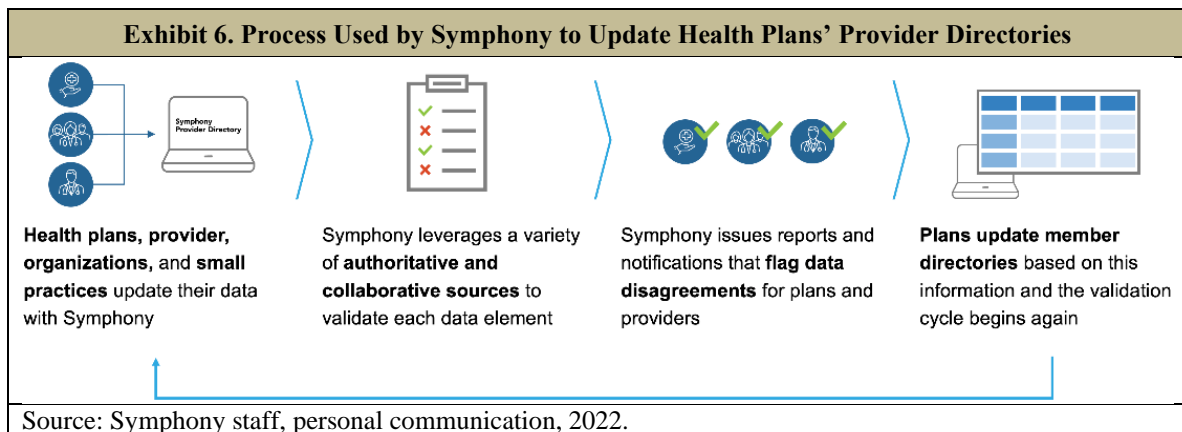 Exhibit 6. Process Used by Symphony to Update Health Plans’ Provider Directories
Symphony
Provider Directory
Health plans, provider,
organizations, and small
practices update their data
with Symphony
Symphony leverages a variety
of authoritative and
collaborative sources to
validate each data element
Symphony issues reports and
notifications that flag data
disagreements for plans and
providers
Plans update member
directories based on this
information and the validation
cycle begins again
Source: Symphony staff, personal communication, 2022.